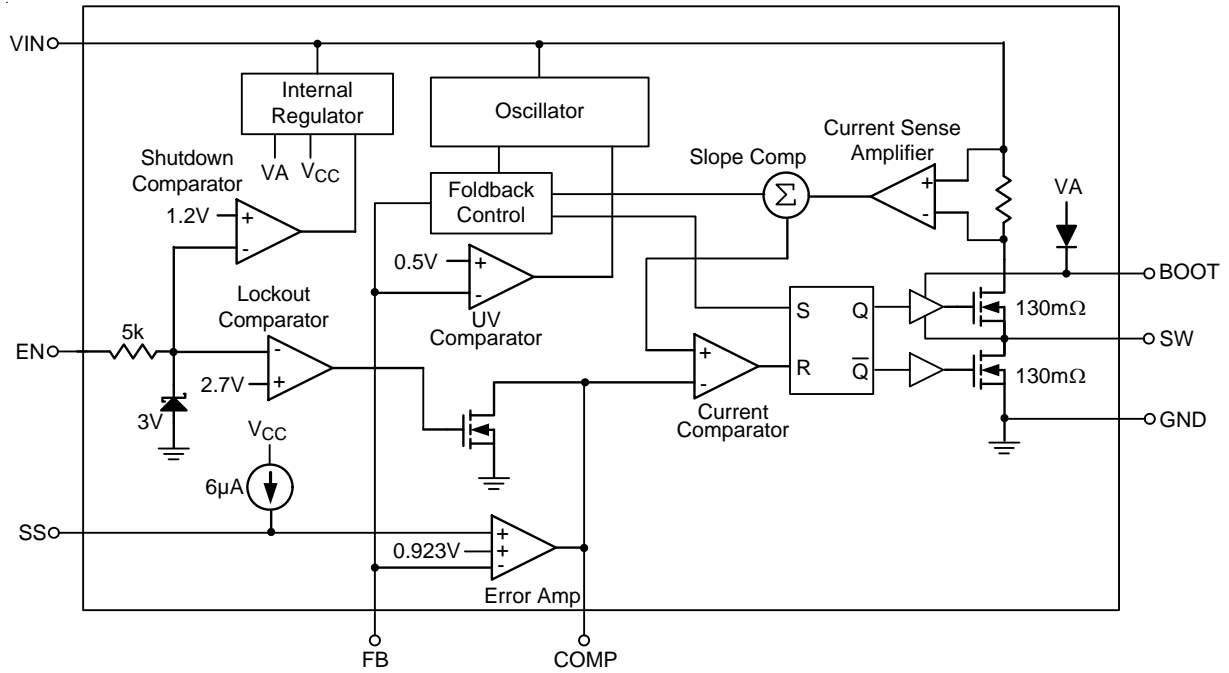 VIN
Internal
Regulator
Oscillator
Current Sense
Amplifier
Slope Comp
Shutdown
Comparator
VA
VCC
VA
Foldback
Control
Σ
+
-
1.2V
+
-
0.5V
+
-
BOOT
UV
Comparator
Lockout
Comparator
S
Q
130mΩ
5k
EN
-
+
2.7V
SW
+
-
R
Q̅
130mΩ
3V
Current
Comparator
GND
VCC
6µA
SS
+
0.923V
+
-
Error Amp
FB
COMP